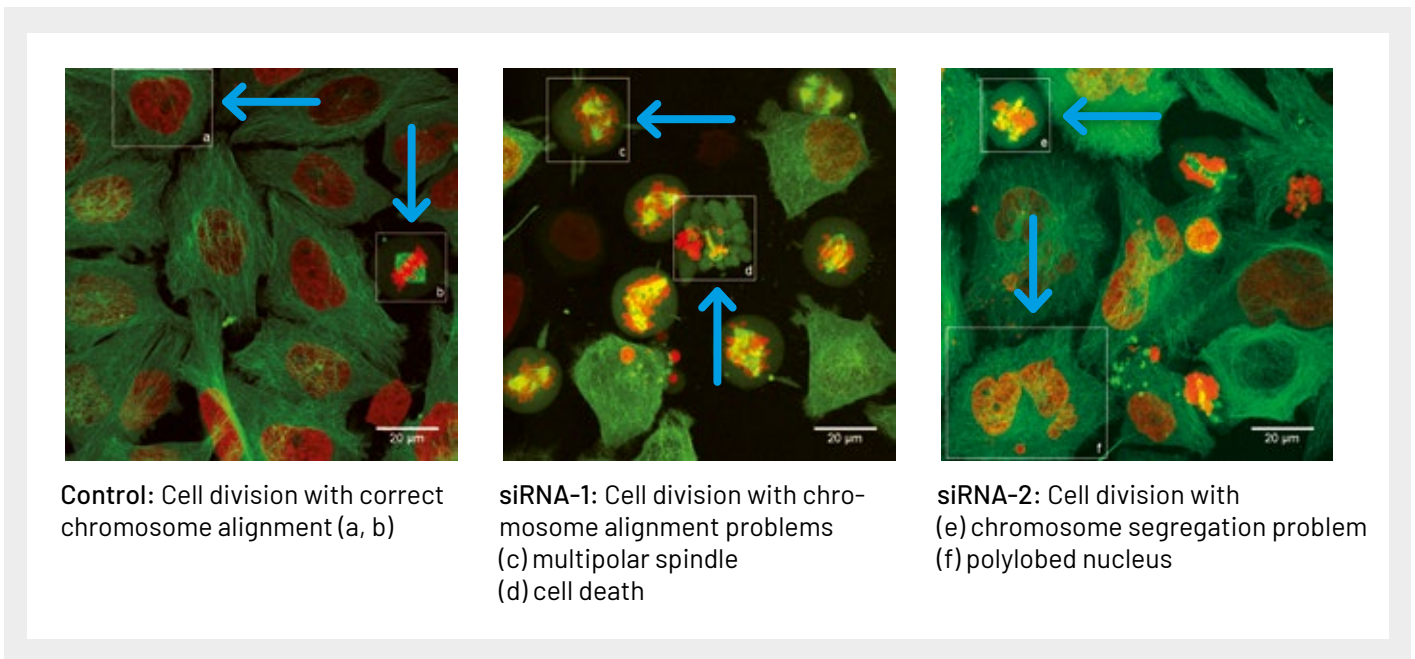 a
b
20 µm
c
d
20 µm
e
f
20 µm
Control: Cell division with correct
chromosome alignment (a, b)
siRNA-1: Cell division with chro-
mosome alignment problems
(c) multipolar spindle
(d) cell death
siRNA-2: Cell division with
(e) chromosome segregation problem
(f) polylobed nucleus